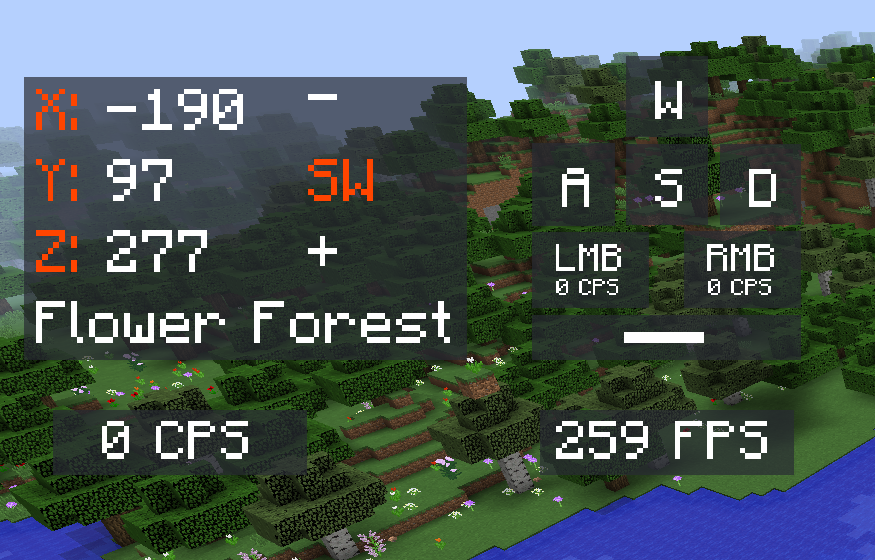 X: -190 -
Y: 97 SW
Z: 277 +
Flower Forest
W
A S D
LMB RMB
0 CPS 0 CPS
0 CPS
259 FPS